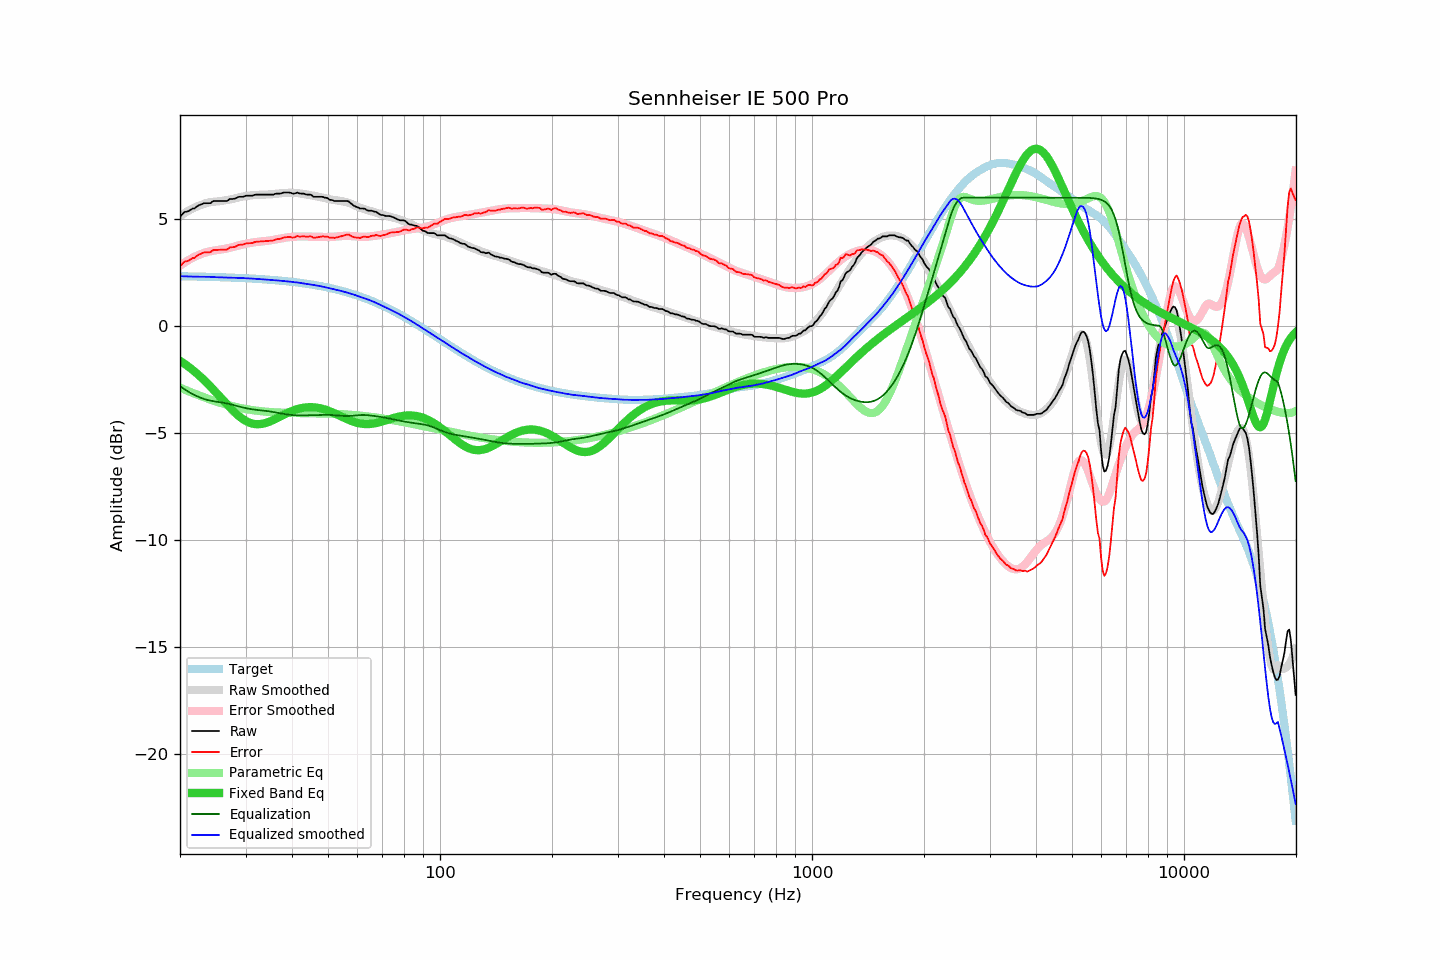 Sennheiser IE 500 Pro
Amplitude (dBr)
5
0
−5
−10
−15
−20
Target
Raw Smoothed
Error Smoothed
Raw
Error
Parametric Eq
Fixed Band Eq
Equalization
Equalized smoothed
100
1000
10000
Frequency (Hz)